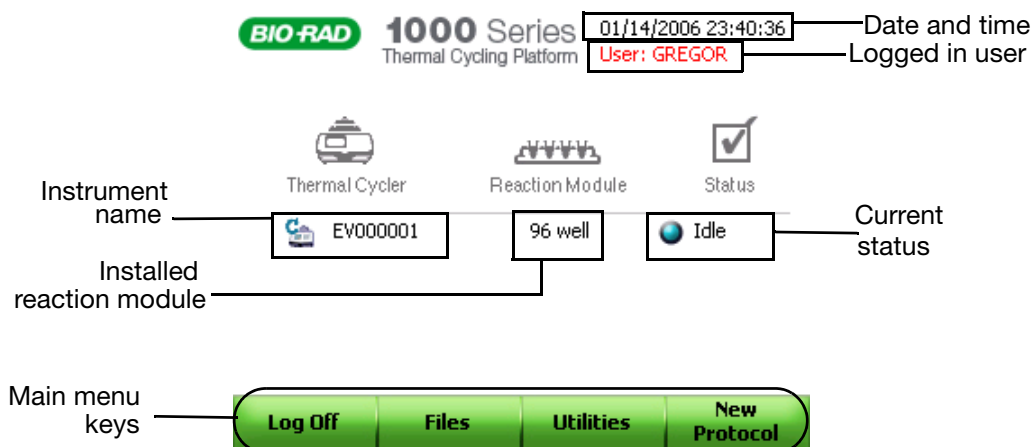 BIO-RAD
1000 Series
Thermal Cycling Platform
01/14/2006 23:40:36
User: GREGOR
Date and time
Logged in user
Thermal Cycler
Reaction Module
Status
Instrument
name
EV000001
96 well
Idle
Current
status
Installed
reaction module
Main menu
keys
Log Off
Files
Utilities
New
Protocol